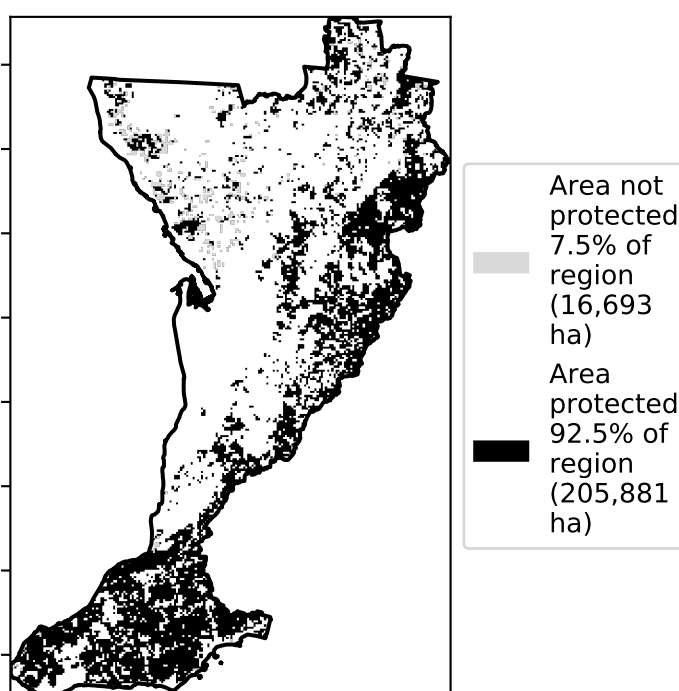 Area not
protected
7.5% of
region
(16,693
ha)
Area
protected
92.5% of
region
(205,881
ha)